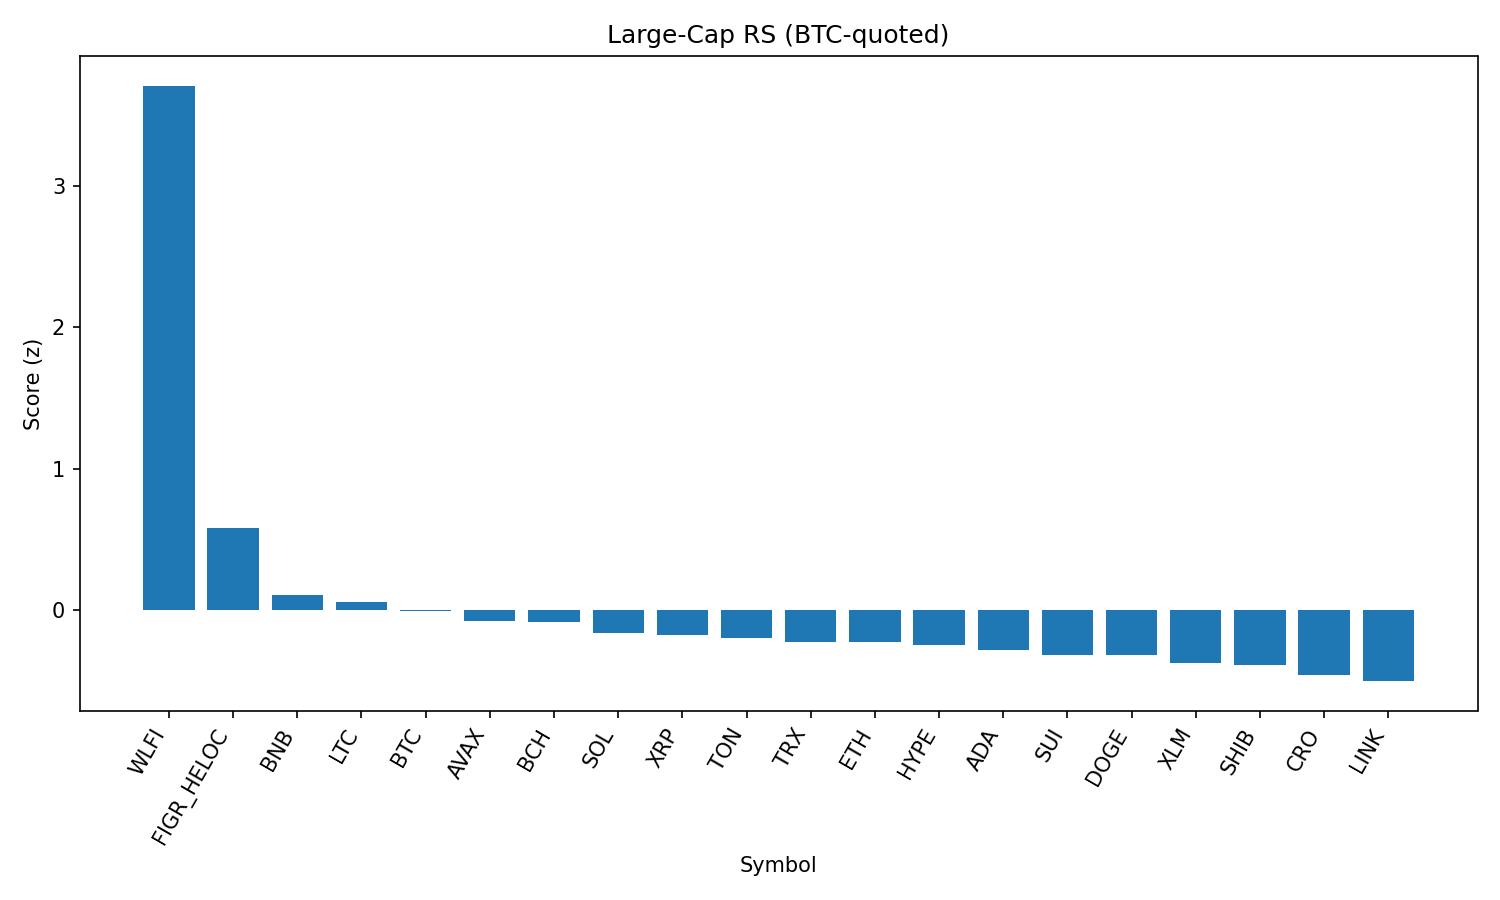 Large-Cap RS (BTC-quoted)
Score (z)
3
2
1
0
WLFI
FIGR_HELOC
BNB
LTC
BTC
AVAX
BCH
SOL
XRP
TON
TRX
ETH
HYPE
ADA
SUI
DOGE
XLM
SHIB
CRO
LINK
Symbol